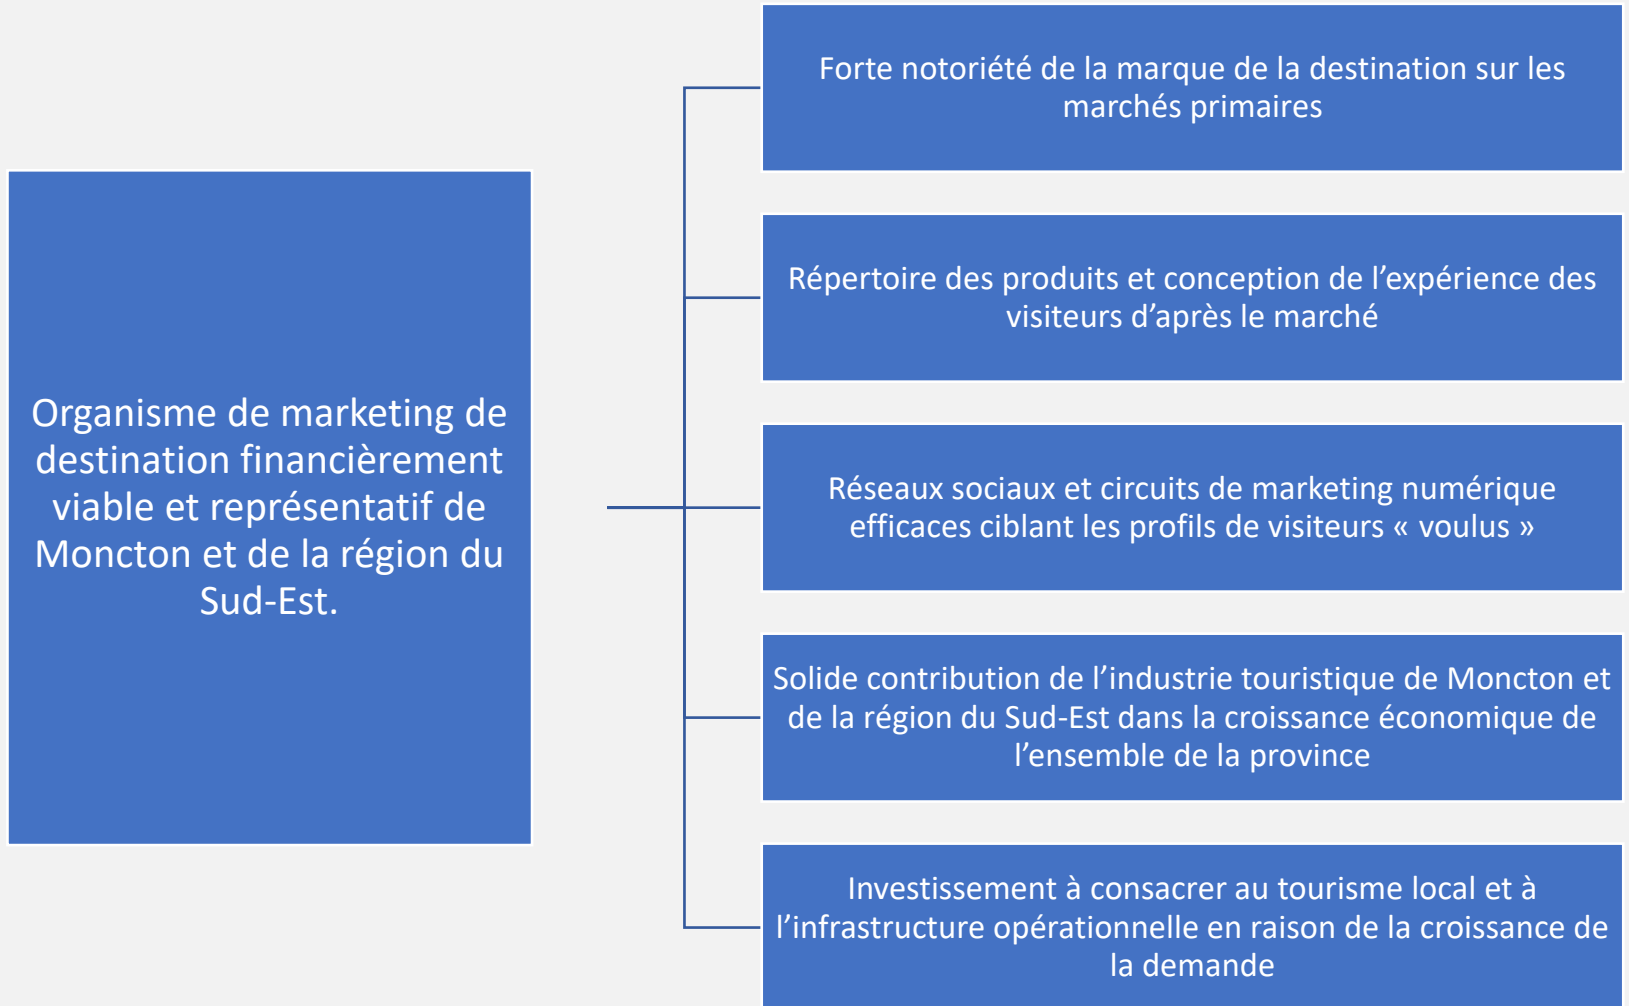 Organisme de marketing de
destination financièrement
viable et représentatif de
Moncton et de la région du
Sud-Est.
Forte notoriété de la marque de la destination sur les
marchés primaires
Répertoire des produits et conception de l’expérience des
visiteurs d’après le marché
Réseaux sociaux et circuits de marketing numérique
efficaces ciblant les profils de visiteurs « voulus »
Solide contribution de l’industrie touristique de Moncton et
de la région du Sud-Est dans la croissance économique de
l’ensemble de la province
Investissement à consacrer au tourisme local et à
l’infrastructure opérationnelle en raison de la croissance de
la demande